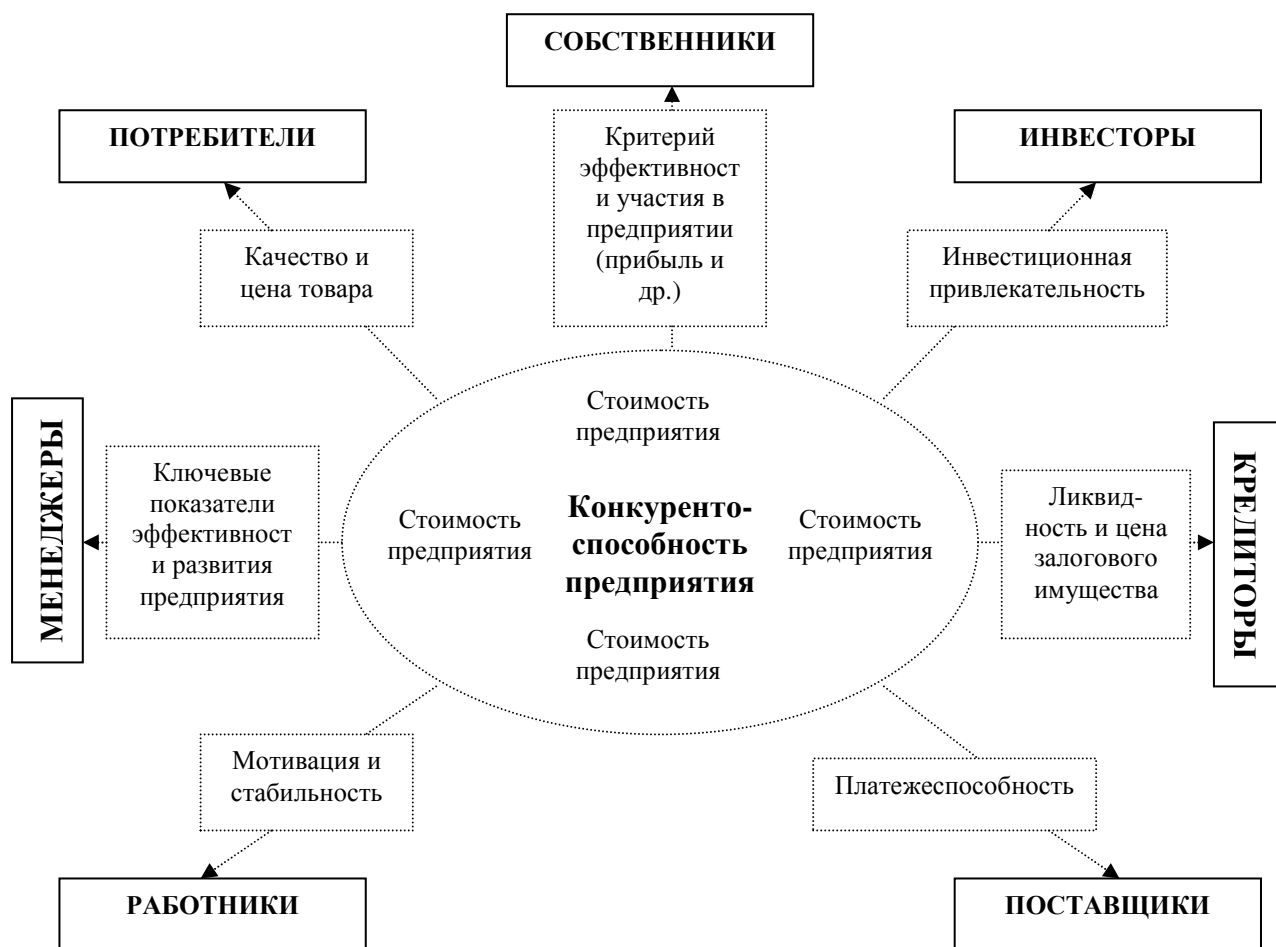 СОБСТВЕННИКИ
ПОТРЕБИТЕЛИ
ИНВЕСТОРЫ
Критерий
эффективност
и участия в
предприятии
(прибыль и
др.)
Качество и
цена товара
Инвестиционная
привлекательность
МЕНЕДЖЕРЫ
Ключевые
показатели
эффективност
и развития
предприятия
Стоимость
предприятия
Стоимость
предприятия
Конкуренто-
способность
предприятия
Стоимость
предприятия
Стоимость
предприятия
Ликвид-
ность и цена
залогового
имущества
КРЕЛИТОРЫ
Мотивация и
стабильность
Платежеспособность
РАБОТНИКИ
ПОСТАВЩИКИ